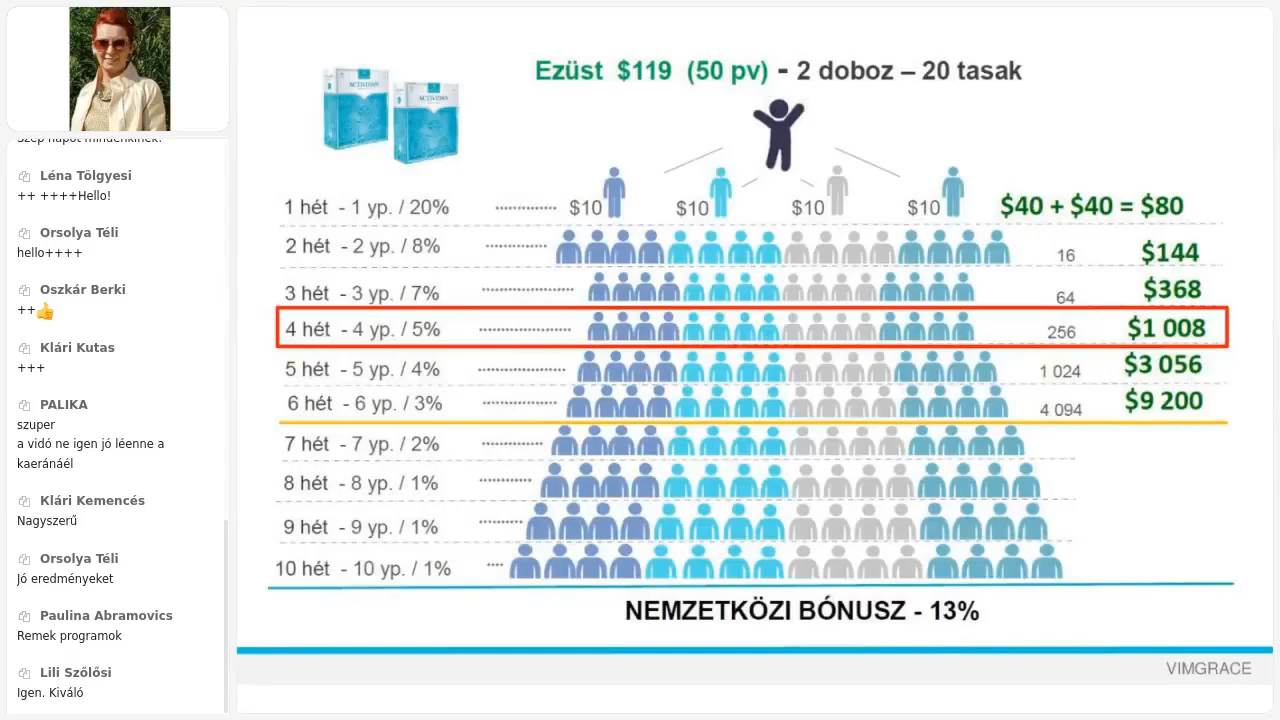 Szép napot mindenkinek.
Léna Tölgyesi
++ ++++Hello!
Orsolya Téli
hello++++
Oszkár Berki
++👍
Klári Kutas
+++
PALIKA
szuper
a vidó ne igen jó léenne a
kaeránáél
Klári Kemencés
Nagyszerű
Orsolya Téli
Jó eredményeket
Paulina Abramovics
Remek programok
Lili Szőlősi
Igen. Kiváló
Ezüst $119 (50 pv) - 2 doboz – 20 tasak
1 hét - 1 yp. / 20% $10 $10 $10 $10 $40 + $40 = $80
2 hét - 2 yp. / 8% 16 $144
3 hét - 3 yp. / 7% 64 $368
4 hét - 4 yp. / 5% 256 $1 008
5 hét - 5 yp. / 4% 1 024 $3 056
6 hét - 6 yp. / 3% 4 094 $9 200
7 hét - 7 yp. / 2%
8 hét - 8 yp. / 1%
9 hét - 9 yp. / 1%
10 hét - 10 yp. / 1%
NEMZETKÖZI BÓNUSZ - 13%
VIMGRACE